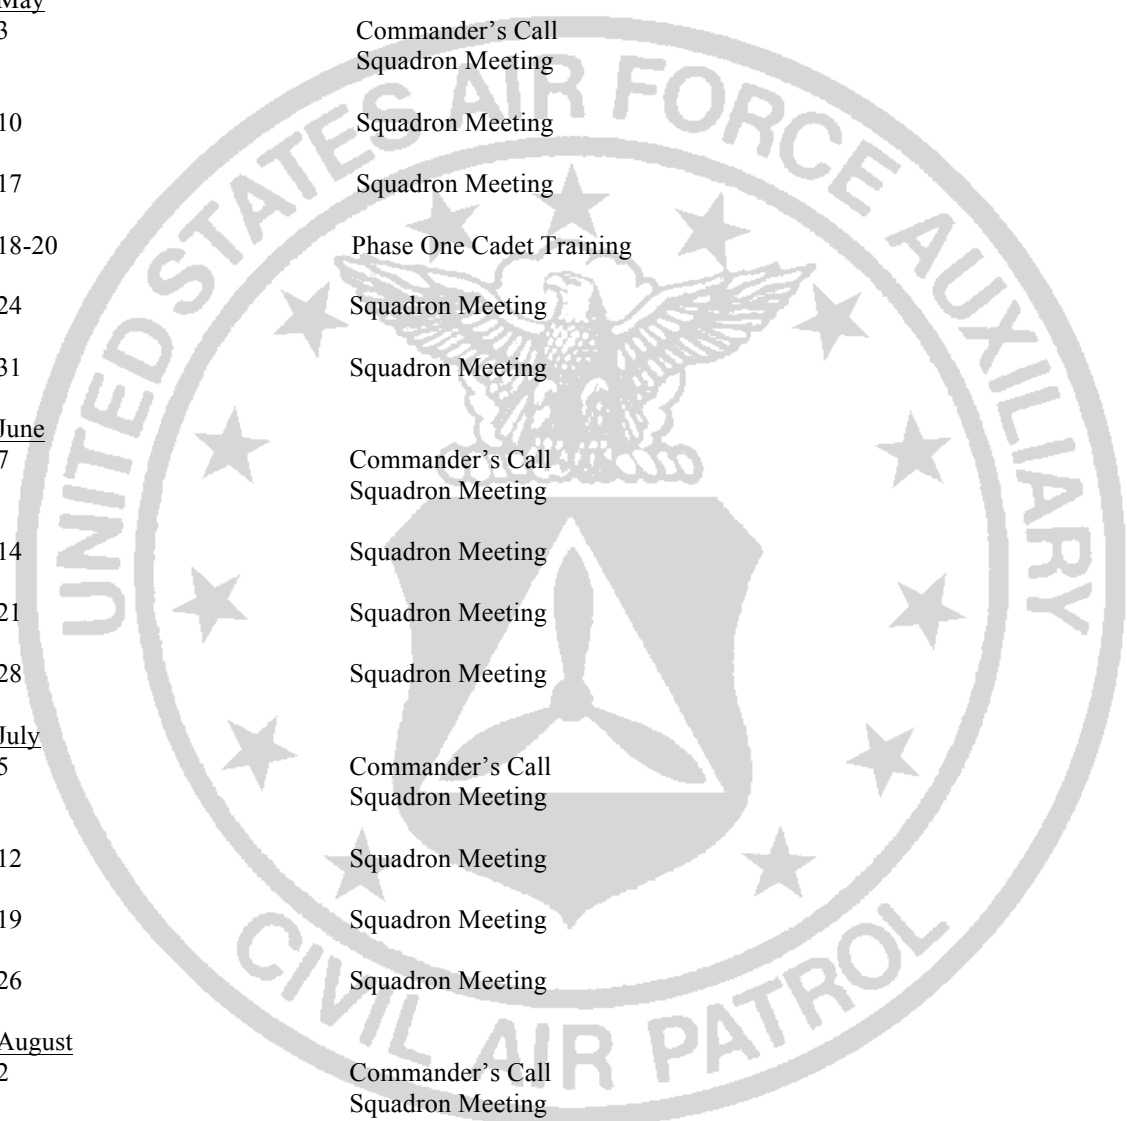 May
3 Commander’s Call
Squadron Meeting
10 Squadron Meeting
17 Squadron Meeting
18-20 Phase One Cadet Training
24 Squadron Meeting
31 Squadron Meeting
June
7 Commander’s Call
Squadron Meeting
14 Squadron Meeting
21 Squadron Meeting
28 Squadron Meeting
July
5 Commander’s Call
Squadron Meeting
12 Squadron Meeting
19 Squadron Meeting
26 Squadron Meeting
August
2 Commander’s Call
Squadron Meeting
UNITED STATES AIR FORCE AUXILIARY
CIVIL AIR PATROL